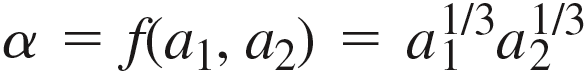 α = f(a₁, a₂) = a₁^{1/3}a₂^{1/3}